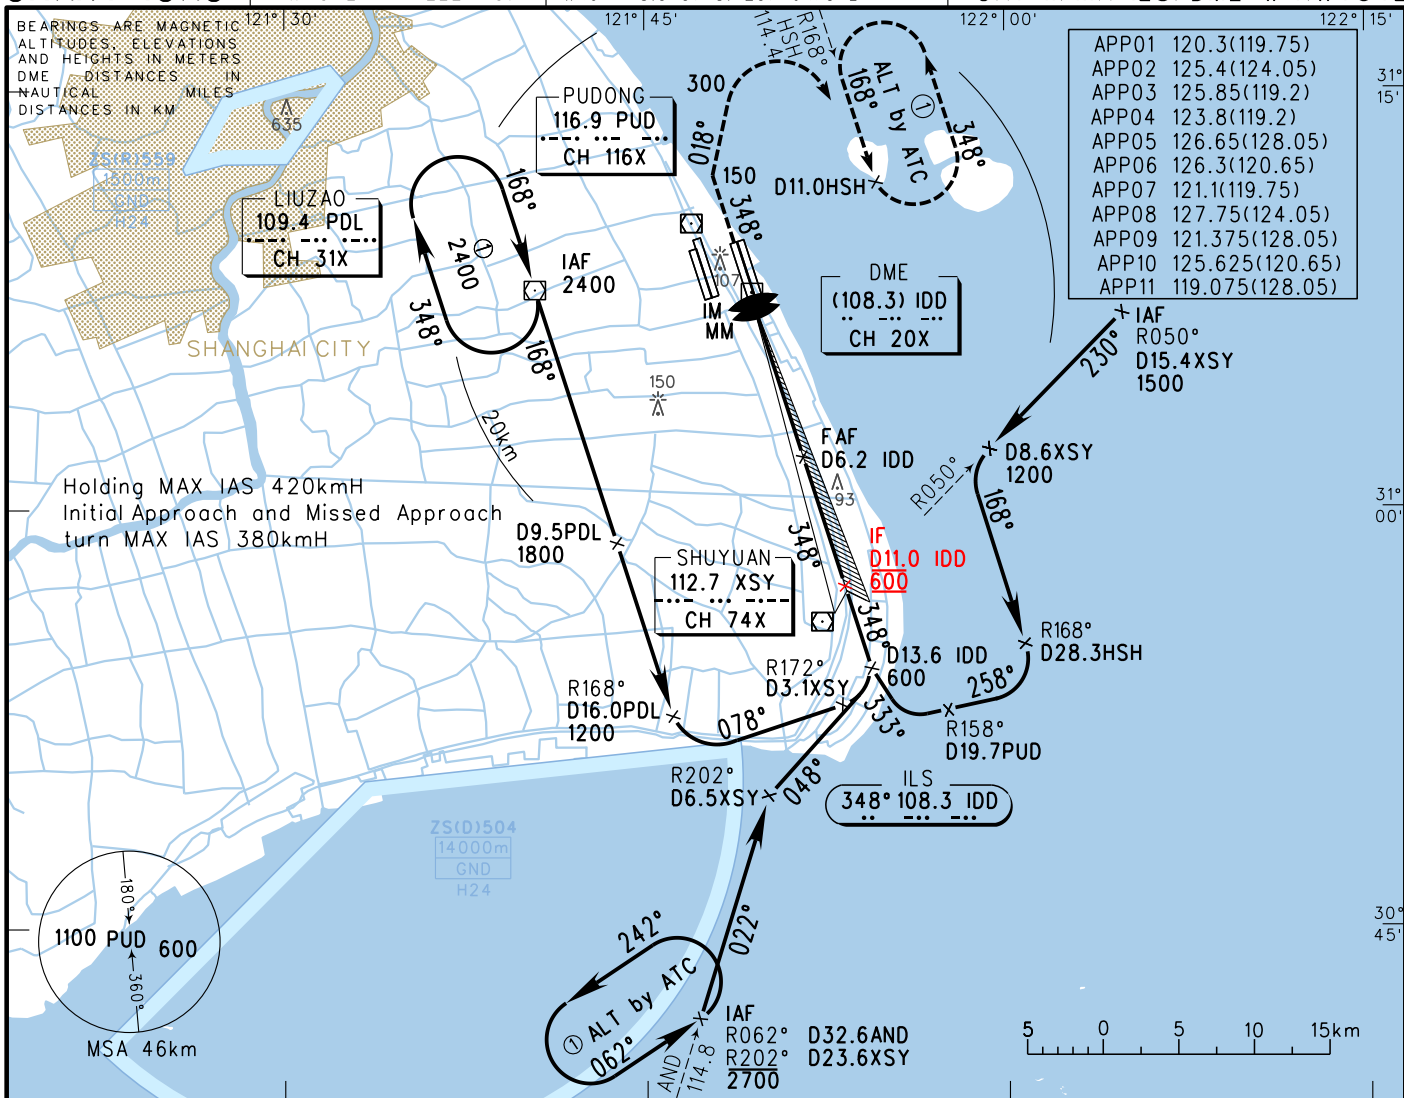 121°30'
121°45'
122°00'
122°15'
BEARINGS ARE MAGNETIC
ALTITUDES, ELEVATIONS
AND HEIGHTS IN METERS
DME DISTANCES IN
NAUTICAL MILES
DISTANCES IN KM
635
ZS(R)559
1500m
GND
H24
PUDONG
116.9 PUD
CH 116X
LIUZAO
109.4 PDL
CH 31X
168°
2400
①
348°
IAF
2400
168°
SHANGHAI CITY
300
018°
150
348°
R168°
HSH
114.4
ALT by ATC
①
168°
348°
D11.0HSH
APP01 120.3(119.75)
APP02 125.4(124.05)
APP03 125.85(119.2)
APP04 123.8(119.2)
APP05 126.65(128.05)
APP06 126.3(120.65)
APP07 121.1(119.75)
APP08 127.75(124.05)
APP09 121.375(128.05)
APP10 125.625(120.65)
APP11 119.075(128.05)
31°
15'
107
IM
MM
DME
(108.3) IDD
CH 20X
IAF
R050°
D15.4XSY
1500
230°
150
20km
FAF
D6.2 IDD
93
D8.6XSY
1200
R050°
168°
Holding MAX IAS 420kmH
Initial Approach and Missed Approach
turn MAX IAS 380kmH
31°
00'
D9.5PDL
1800
348°
IF
D11.0 IDD
600
SHUYUAN
112.7 XSY
CH 74X
348°
R168°
D28.3HSH
D13.6 IDD
600
R172°
D3.1XSY
R168°
D16.0PDL
1200
078°
333°
258°
R158°
D19.7PUD
R202°
D6.5XSY
048°
ILS
348° 108.3 IDD
ZS(D)504
14000m
GND
H24
180°
1100 PUD 600
360°
MSA 46km
30°
45'
022°
242°
① ALT by ATC
062°
AND
114.8
IAF
R062° D32.6AND
R202° D23.6XSY
2700
5 0 5 10 15km